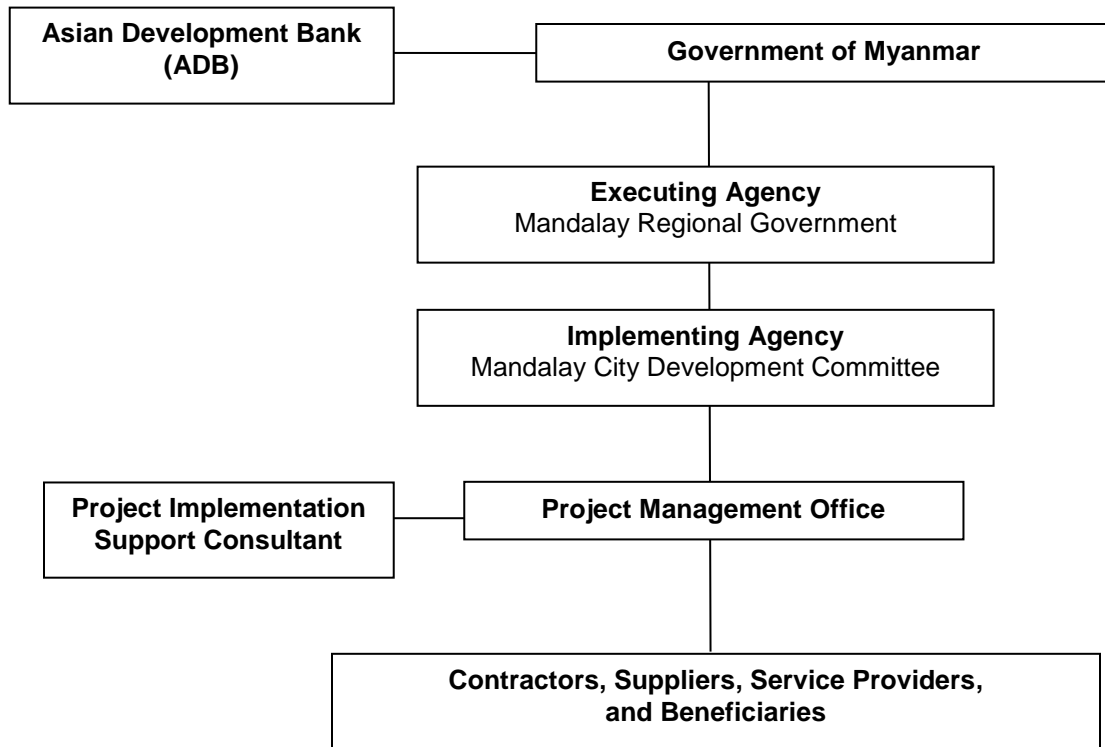 Asian Development Bank
(ADB)
Government of Myanmar
Executing Agency
Mandalay Regional Government
Implementing Agency
Mandalay City Development Committee
Project Implementation
Support Consultant
Project Management Office
Contractors, Suppliers, Service Providers,
and Beneficiaries